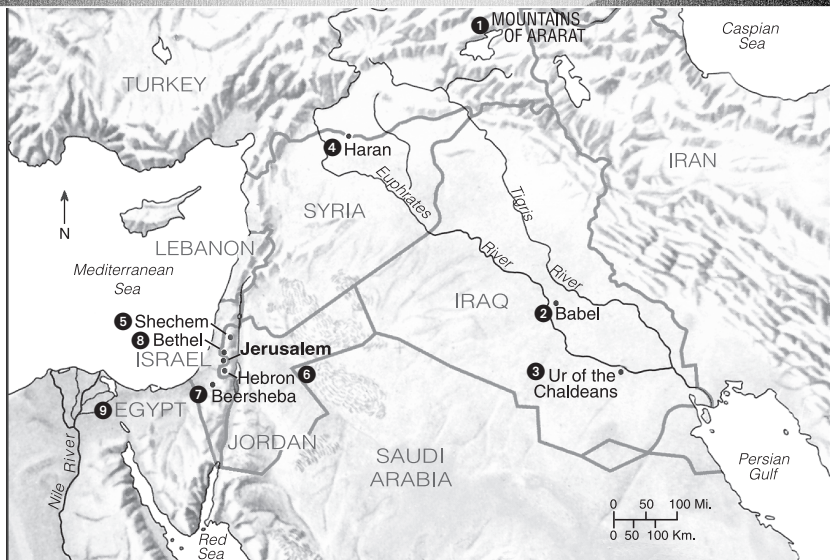 1 MOUNTAINS
OF ARARAT
Caspian
Sea
TURKEY
4 Haran
IRAN
Euphrates
River
Tigris
River
SYRIA
N
LEBANON
Mediterranean
Sea
IRAQ
2 Babel
5 Shechem
8 Bethel
ISRAEL
Jerusalem
Hebron 6
7 Beersheba
3 Ur of the
Chaldeans
9 EGYPT
JORDAN
SAUDI
ARABIA
Nile River
Persian
Gulf
Red
Sea
0 50 100 Mi.
0 50 100 Km.